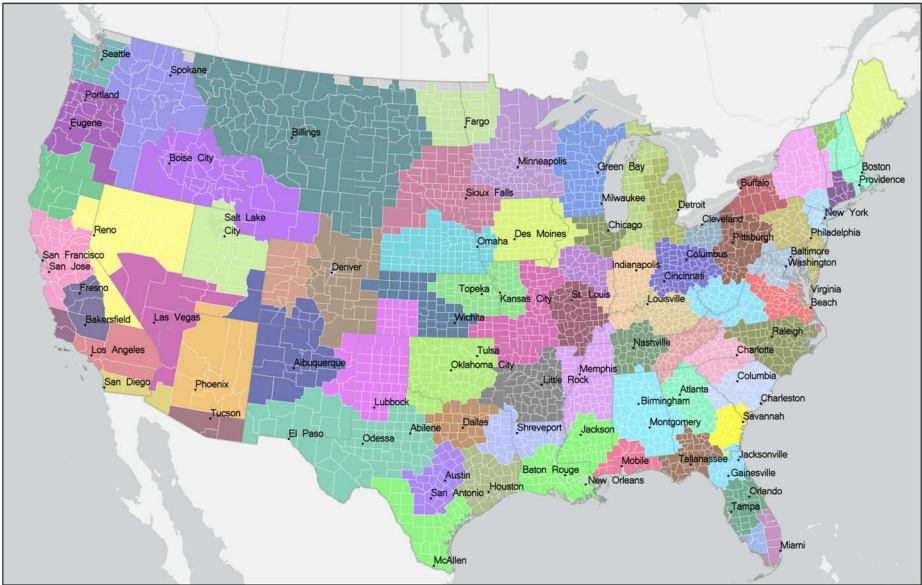 Seattle
Spokane
Portland
Eugene
Billings
Fargo
Boise City
Minneapolis
Green Bay
Boston
Providence
Sioux Falls
Buffalo
Milwaukee
Detroit
New York
Salt Lake
City
Reno
Des Moines
Chicago
Cleveland
Omaha
Pittsburgh
Philadelphia
San Francisco
San Jose
Denver
Indianapolis
Columbus
Baltimore
Washington
Cincinnati
Fresno
Topeka
Kansas City
St. Louis
Louisville
Virginia
Beach
Bakersfield
Las Vegas
Wichita
Raleigh
Nashville
Los Angeles
Albuquerque
Tulsa
Oklahoma City
Memphis
Charlotte
San Diego
Phoenix
Little Rock
Atlanta
Columbia
Lubbock
Birmingham
Charleston
Tucson
Savannah
El Paso
Odessa
Abilene
Dallas
Shreveport
Jackson
Montgomery
Jacksonville
Mobile
Tallahassee
Baton Rouge
Gainesville
Austin
San Antonio
Houston
New Orleans
Orlando
Tampa
Miami
McAllen